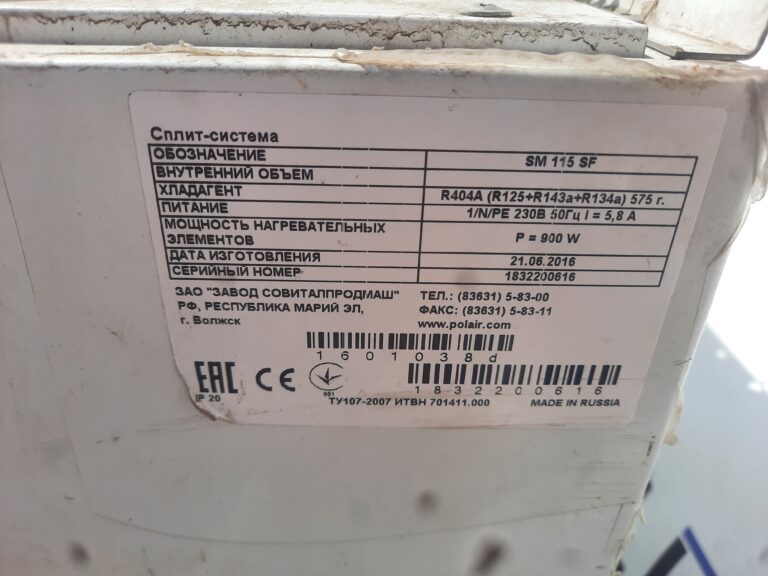 Сплит-система
ОБОЗНАЧЕНИЕ SM 115 SF
ВНУТРЕННИЙ ОБЪЕМ
ХЛАДАГЕНТ R404A (R125+R143a+R134a) 575 г.
ПИТАНИЕ 1/N/PE 230В 50Гц I = 5,8 А
МОЩНОСТЬ НАГРЕВАТЕЛЬНЫХ
ЭЛЕМЕНТОВ P = 900 W
ДАТА ИЗГОТОВЛЕНИЯ 21.06.2016
СЕРИЙНЫЙ НОМЕР 1832200616
ЗАО "ЗАВОД СОВИТАЛПРОДМАШ" ТЕЛ.: (83631) 5-83-00
РФ, РЕСПУБЛИКА МАРИЙ ЭЛ, ФАКС: (83631) 5-83-11
г. Волжск www.polair.com
1601038d
EAC CE
001
1832200616
IP 20
ТУ107-2007 ИТВН 701411.000 MADE IN RUSSIA